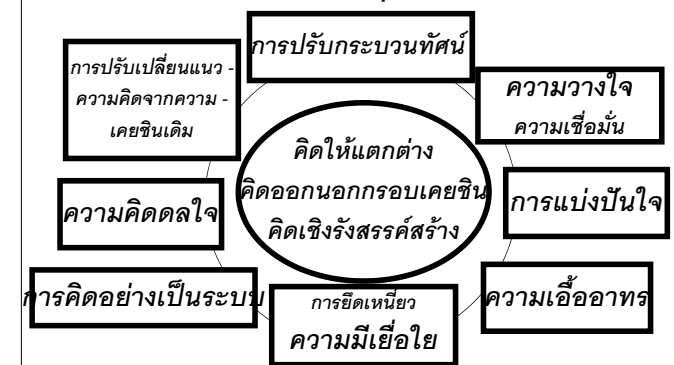 การปรับกระบวนทัศน์
การปรับเปลี่ยนแนว -
ความคิดจากความ -
เคยชินเดิม
ความวางใจ
ความเชื่อมั่น
คิดให้แตกต่าง
คิดออกนอกกรอบเคยชิน
คิดเชิงรังสรรค์สร้าง
ความคิดดลใจ
การแบ่งปันใจ
การคิดอย่างเป็นระบบ
การยึดเหนี่ยว
ความมีเยื่อใย
ความเอื้ออาทร